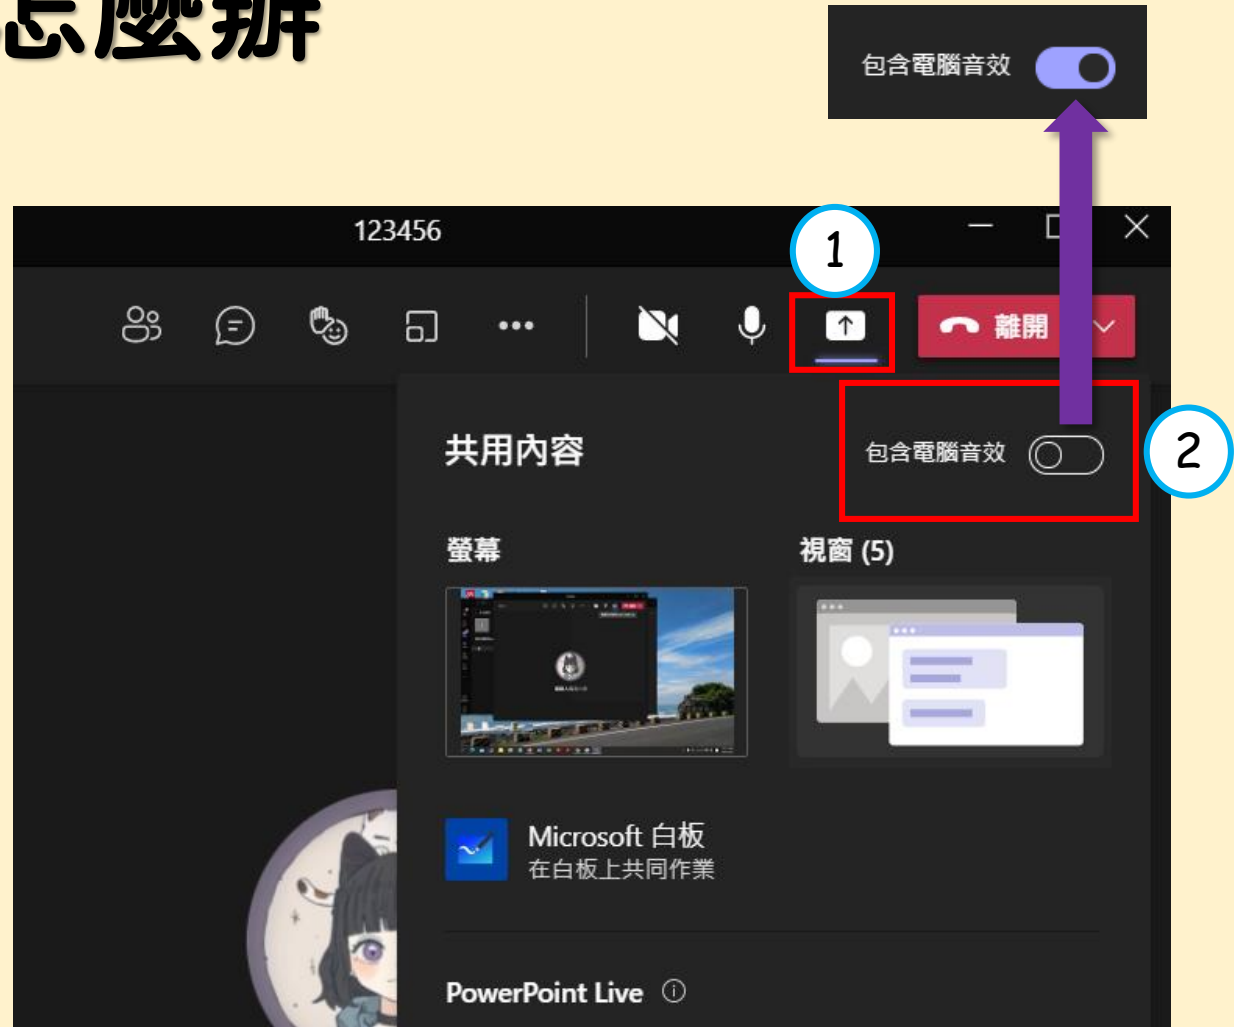 怎麼辦
包含電腦音效
123456
1
離開
共用內容
包含電腦音效
2
螢幕
視窗 (5)
Microsoft 白板
在白板上共同作業
PowerPoint Live